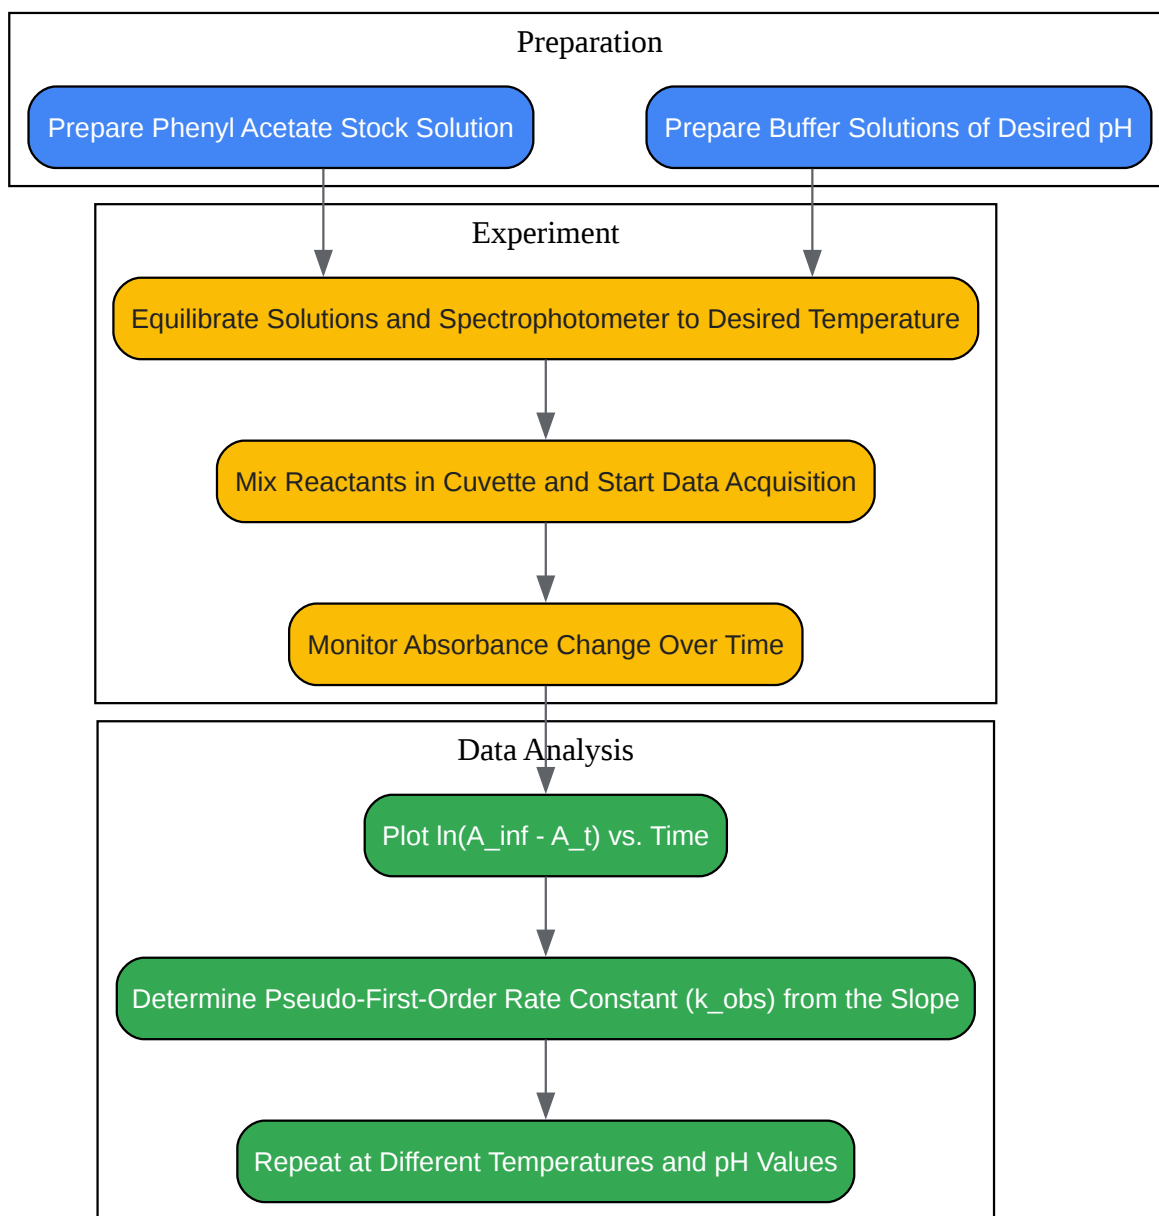 Preparation
Prepare Phenyl Acetate Stock Solution
Prepare Buffer Solutions of Desired pH
Experiment
Equilibrate Solutions and Spectrophotometer to Desired Temperature
Mix Reactants in Cuvette and Start Data Acquisition
Monitor Absorbance Change Over Time
Data Analysis
Plot ln(A_inf - A_t) vs. Time
Determine Pseudo-First-Order Rate Constant (k_obs) from the Slope
Repeat at Different Temperatures and pH Values